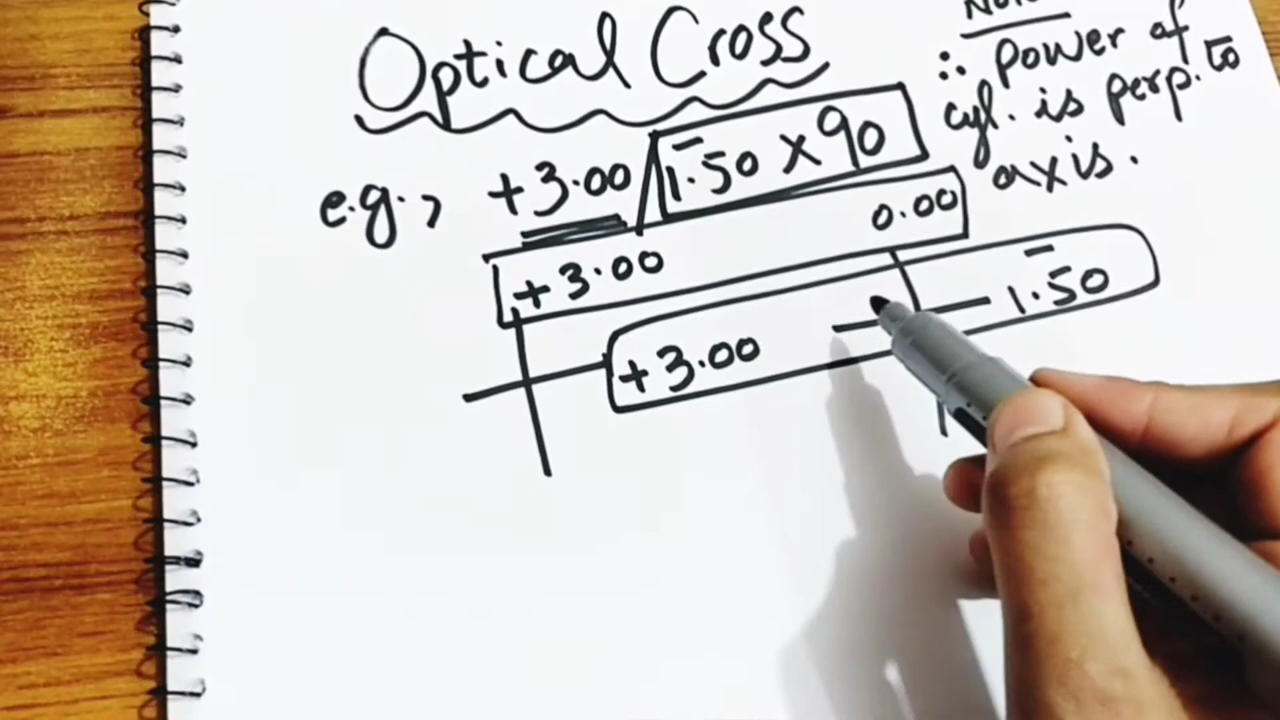 Optical Cross
e.g., +3.00 / 1̄.50 × 90
+3.00 0.00
+3.00 1̄.50
∴ Power of
cyl. is perp. to
axis.